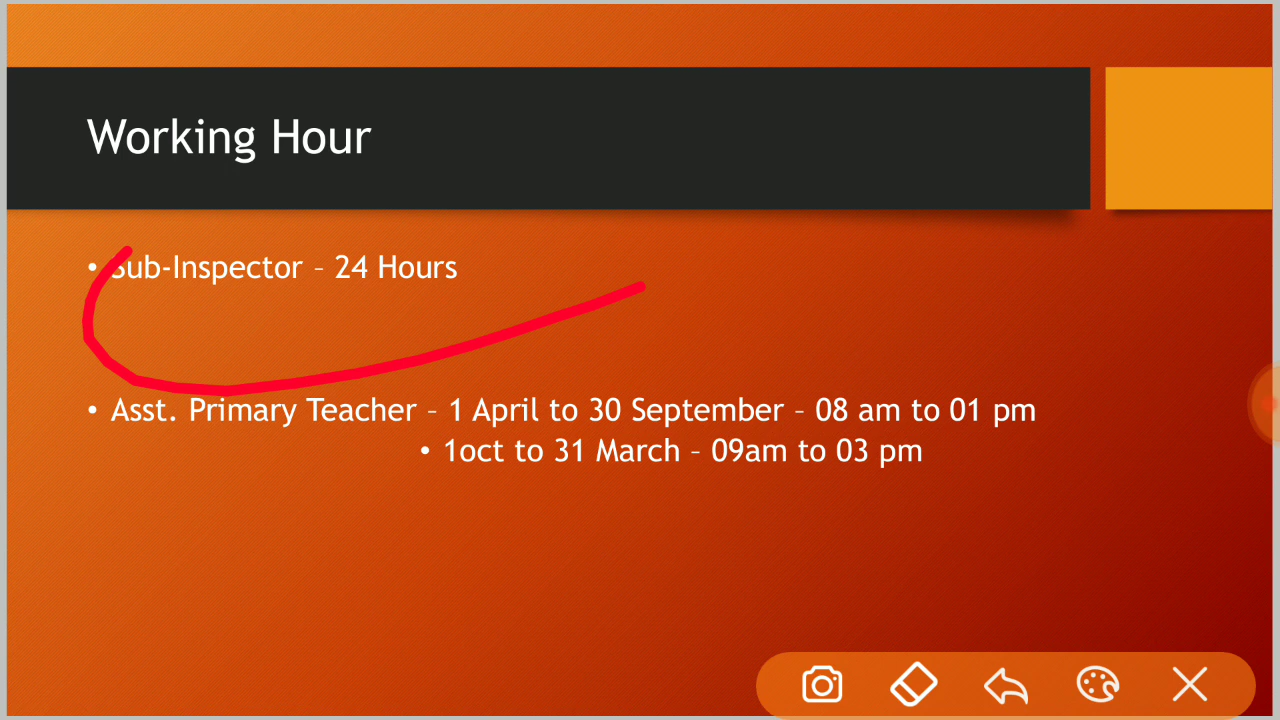 Working Hour
• Sub-Inspector – 24 Hours
• Asst. Primary Teacher – 1 April to 30 September – 08 am to 01 pm
• 1oct to 31 March – 09am to 03 pm